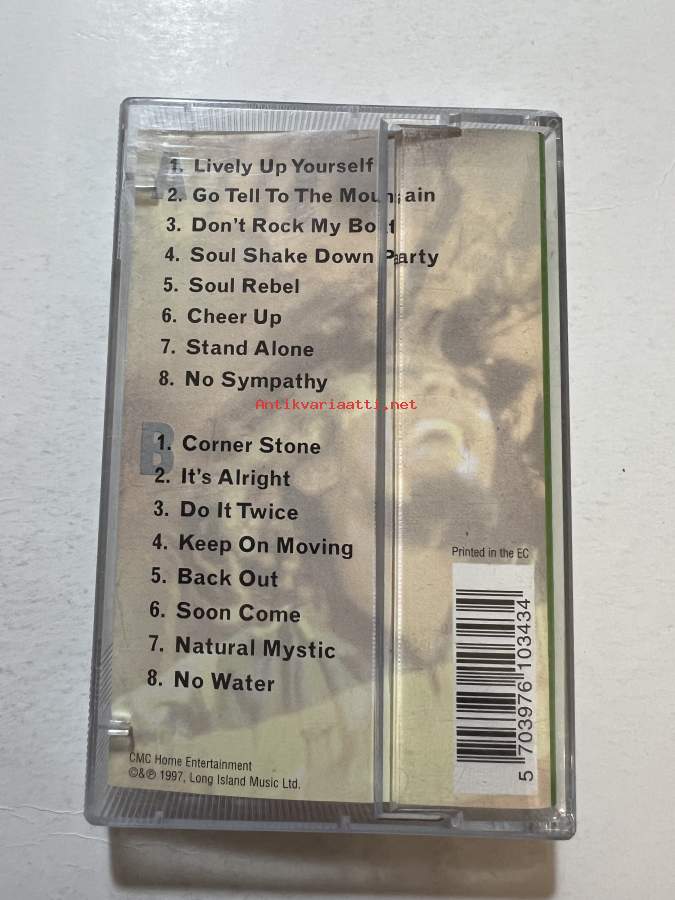 A
1. Lively Up Yourself
2. Go Tell To The Mountain
3. Don't Rock My Boat
4. Soul Shake Down Party
5. Soul Rebel
6. Cheer Up
7. Stand Alone
8. No Sympathy
Antikvariaatti.net
B
1. Corner Stone
2. It's Alright
3. Do It Twice
4. Keep On Moving
5. Back Out
6. Soon Come
7. Natural Mystic
8. No Water
Printed in the EC
5 703976 103434
CMC Home Entertainment
©&℗ 1997, Long Island Music Ltd.